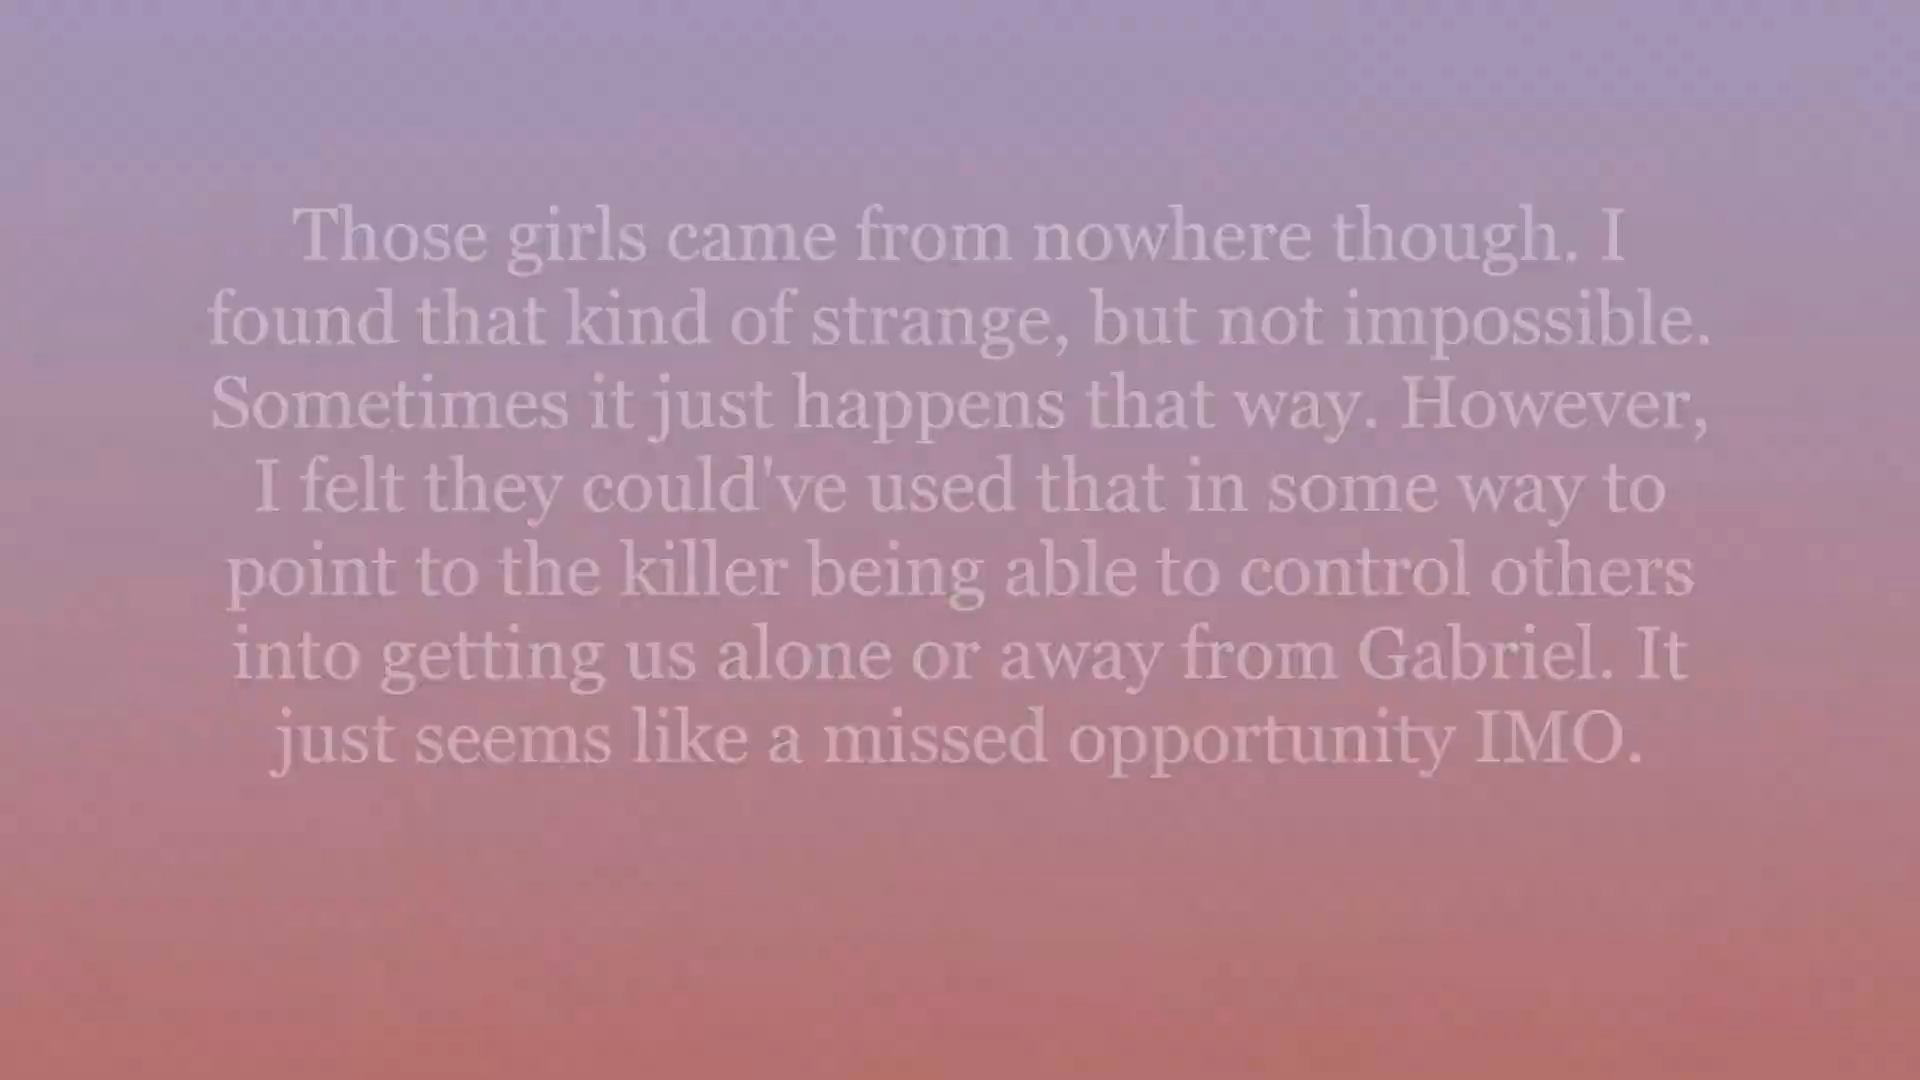 Those girls came from nowhere though. I
found that kind of strange, but not impossible.
Sometimes it just happens that way. However,
I felt they could've used that in some way to
point to the killer being able to control others
into getting us alone or away from Gabriel. It
just seems like a missed opportunity IMO.